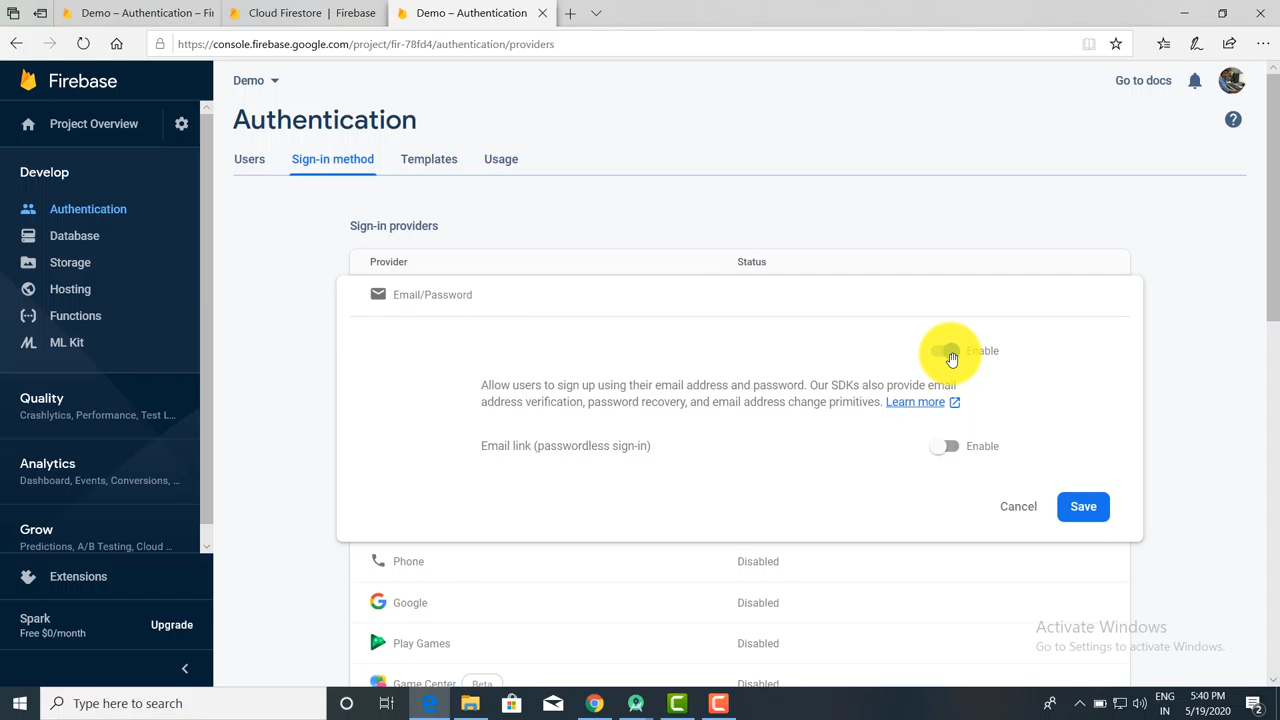 Demo – Authentication – Fi
Cloud Firestore | Firebase
Demo – Authentication
https://console.firebase.google.com/project/fir-78fd4/authentication/providers
Firebase
Demo
Go to docs
Project Overview
Authentication
?
Users
Sign-in method
Templates
Usage
Develop
Authentication
Database
Storage
Hosting
Functions
ML Kit
Quality
Crashlytics, Performance, Test L...
Analytics
Dashboard, Events, Conversions, ...
Grow
Predictions, A/B Testing, Cloud ...
Extensions
Spark
Free $0/month
Upgrade
Sign-in providers
Provider
Status
Email/Password
Enable
Allow users to sign up using their email address and password. Our SDKs also provide email
address verification, password recovery, and email address change primitives. Learn more
Email link (passwordless sign-in)
Enable
Cancel
Save
Phone
Disabled
Google
Disabled
Play Games
Disabled
Game Center
Beta
Disabled
Activate Windows
Go to Settings to activate Windows.
Type here to search
ENG
IN
5:40 PM
5/19/2020
2